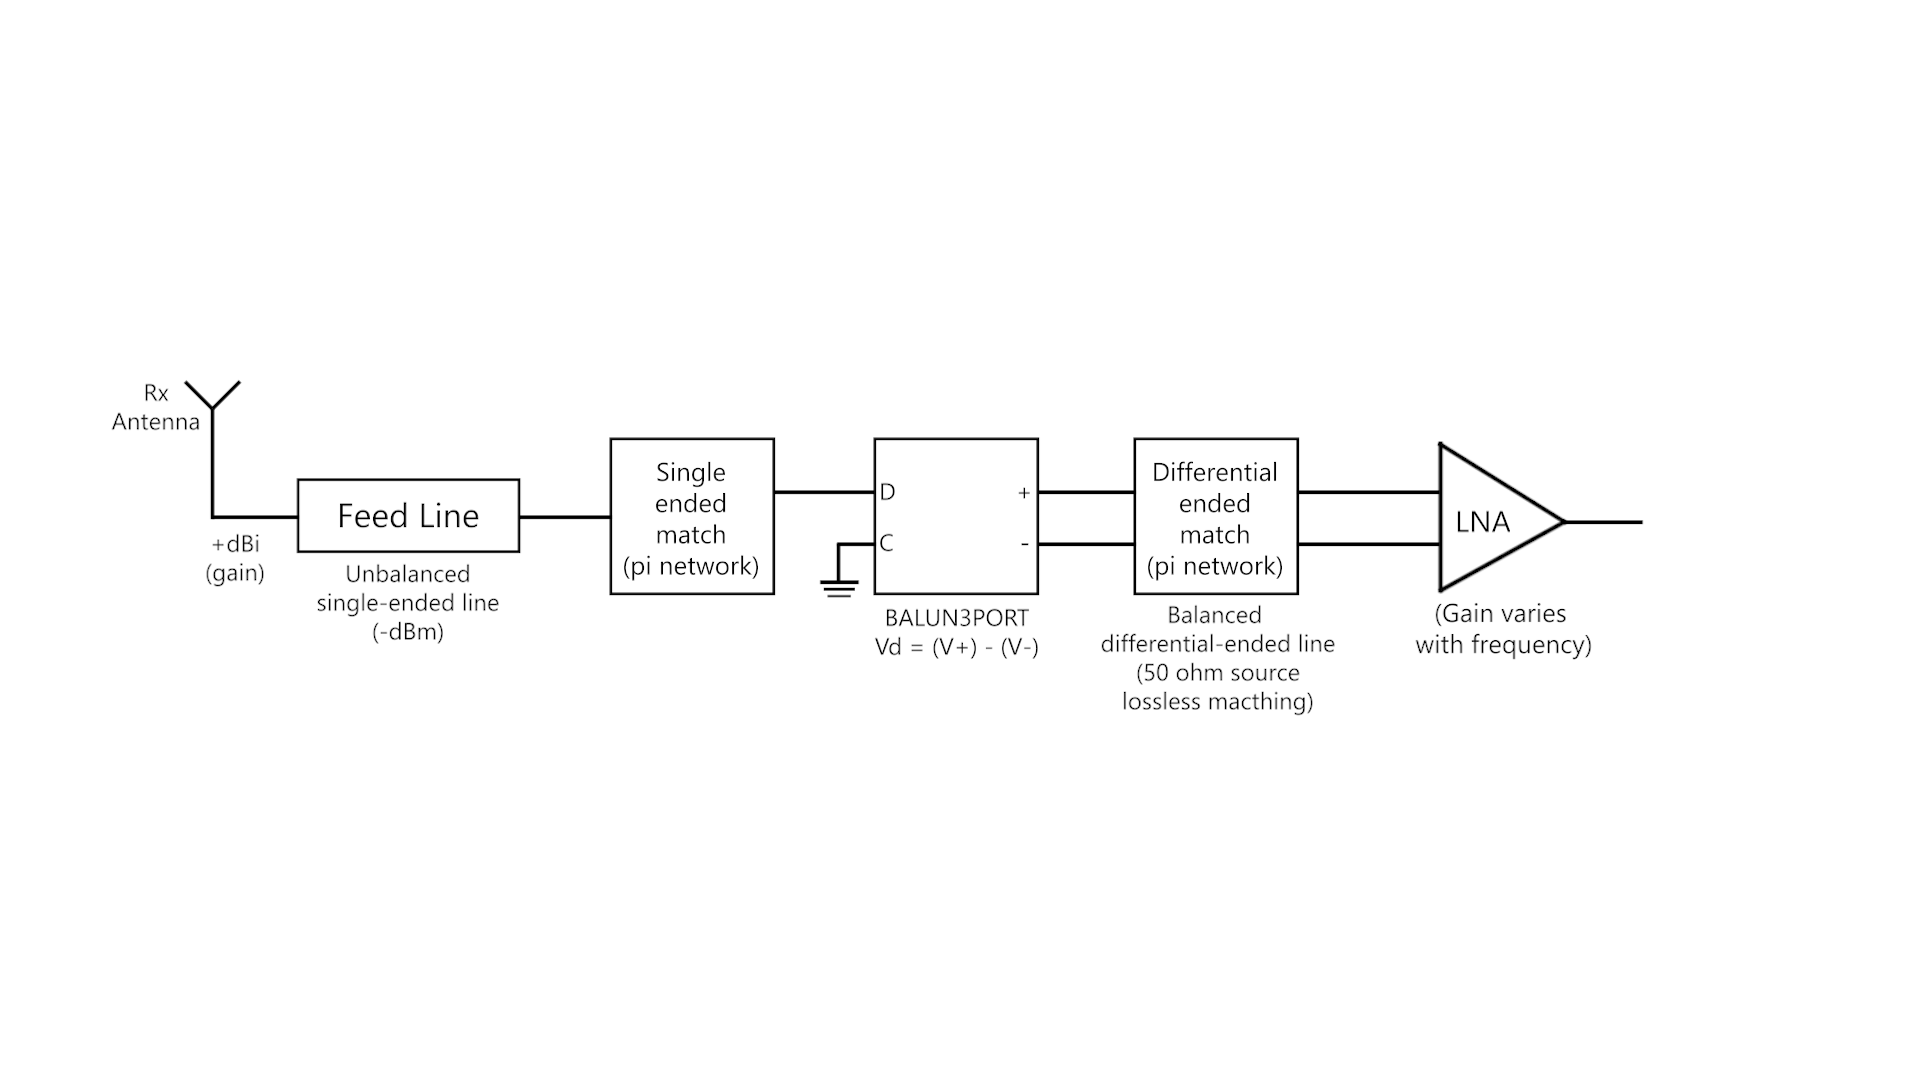 Rx
Antenna
+dBi
(gain)
Feed Line
Unbalanced
single-ended line
(-dBm)
Single
ended
match
(pi network)
D
C
+
-
BALUN3PORT
Vd = (V+) - (V-)
Differential
ended
match
(pi network)
Balanced
differential-ended line
(50 ohm source
lossless macthing)
LNA
(Gain varies
with frequency)